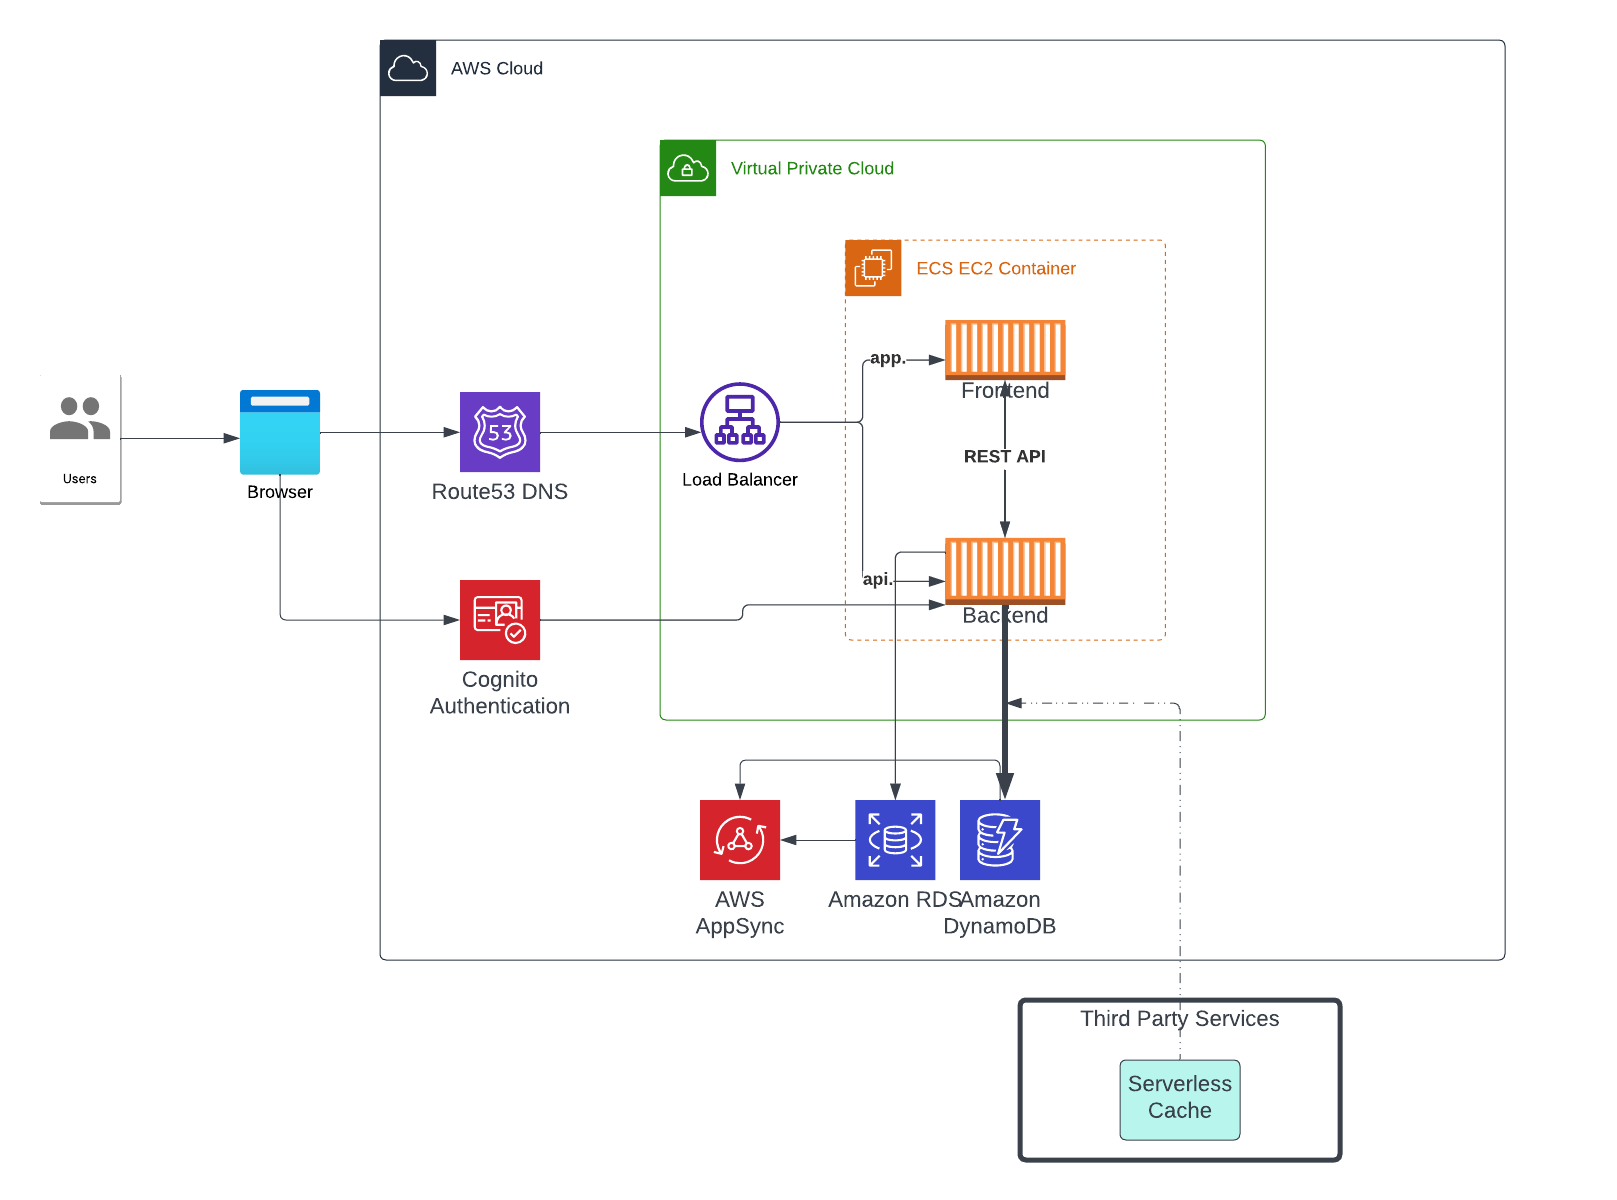 AWS Cloud
Virtual Private Cloud
ECS EC2 Container
app.
Frontend
REST API
53
Users
Browser
Route53 DNS
Load Balancer
api.
Backend
Cognito
Authentication
AWS
AppSync
Amazon RDS
Amazon
DynamoDB
Third Party Services
Serverless
Cache